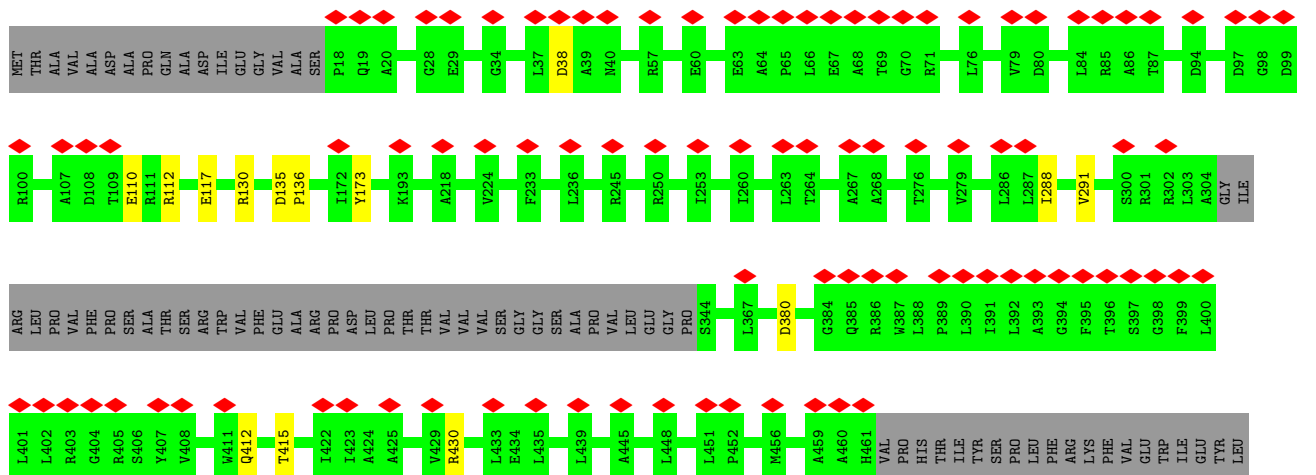 MET THR ALA VAL ALA ASP ALA PRO GLN ALA ASP ILE GLU GLY VAL ALA SER P18 Q19 A20 G28 E29 G34 L37 D38 A39 N40 R57 E60 E63 A64 P65 L66 E67 A68 T69 G70 R71 L76 V79 D80 L84 R85 A86 T87 D94 D97 G98 D99
R100 A107 D108 T109 E110 R111 R112 E117 R130 D135 P136 I172 Y173 K193 A218 V224 F233 L236 R245 R250 I253 I260 L263 T264 A267 A268 T276 V279 L286 L287 I288 V291 S300 R301 R302 L303 A304 GLY ILE
ARG LEU PRO VAL PHE PRO SER ALA THR SER ARG TRP VAL PHE GLU ALA ARG PRO ASP LEU PRO THR THR VAL VAL VAL SER GLY GLY SER ALA PRO VAL LEU GLU GLY PRO S344 L367 D380 G384 Q385 R386 W387 L388 P389 L390 I391 L392 A393 G394 F395 T396 S397 G398 F399 L400
L401 L402 R403 G404 R405 S406 Y407 V408 W411 Q412 T415 I422 I423 A424 A425 V429 R430 L433 E434 L435 L439 A445 L448 L451 P452 M456 A459 A460 H461 VAL PRO HIS THR ILE TYR SER PRO LEU PHE ARG LYS PHE VAL GLU TRP ILE GLU TYR LEU